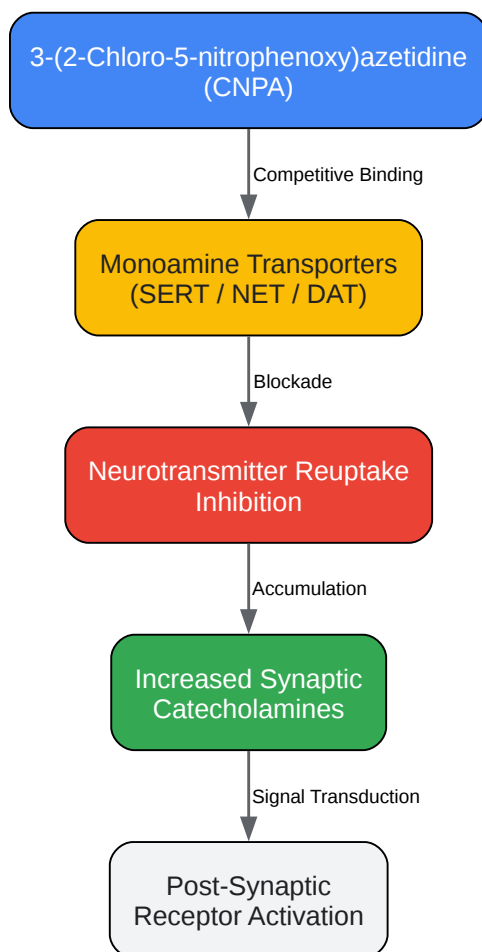 3-(2-Chloro-5-nitrophenoxy)azetidine
(CNPA)
Competitive Binding
Monoamine Transporters
(SERT / NET / DAT)
Blockade
Neurotransmitter Reuptake
Inhibition
Accumulation
Increased Synaptic
Catecholamines
Signal Transduction
Post-Synaptic
Receptor Activation